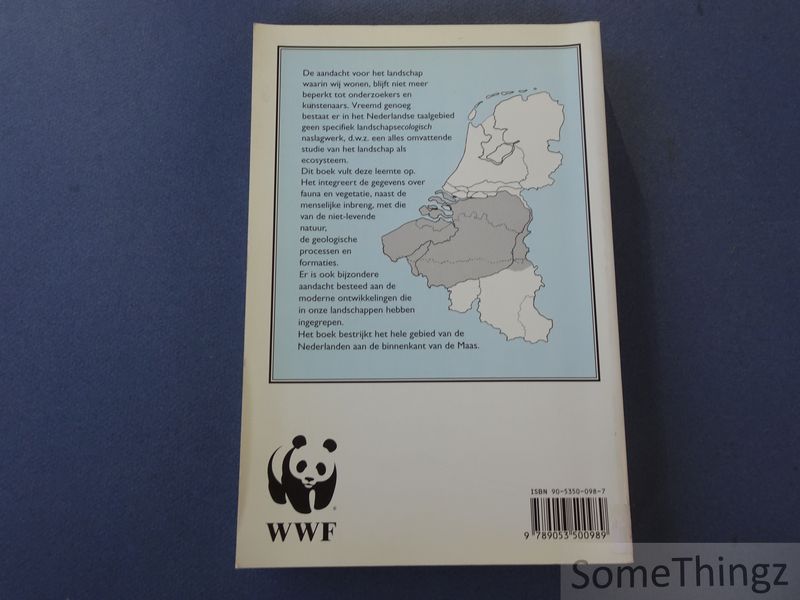 De aandacht voor het landschap
waarin wij wonen, blijft niet meer
beperkt tot onderzoekers en
kunstenaars. Vreemd genoeg
bestaat er in het Nederlandse taalgebied
geen specifiek landschapsecologisch
naslagwerk, d.w.z. een alles omvattende
studie van het landschap als
ecosysteem.
Dit boek vult deze leemte op.
Het integreert de gegevens over
fauna en vegetatie, naast de
menselijke inbreng, met die
van de niet-levende
natuur,
de geologische
processen en
formaties.
Er is ook bijzondere
aandacht besteed aan de
moderne ontwikkelingen die
in onze landschappen hebben
ingegrepen.
Het boek bestrijkt het hele gebied van de
Nederlanden aan de binnenkant van de Maas.
WWF
ISBN 90-5350-098-7
9 789053 500989
SomeThingz